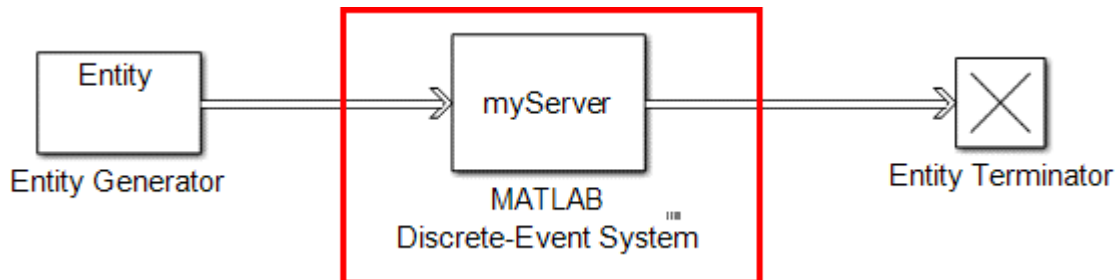 Entity
Entity Generator
myServer
MATLAB
Discrete-Event System
Entity Terminator